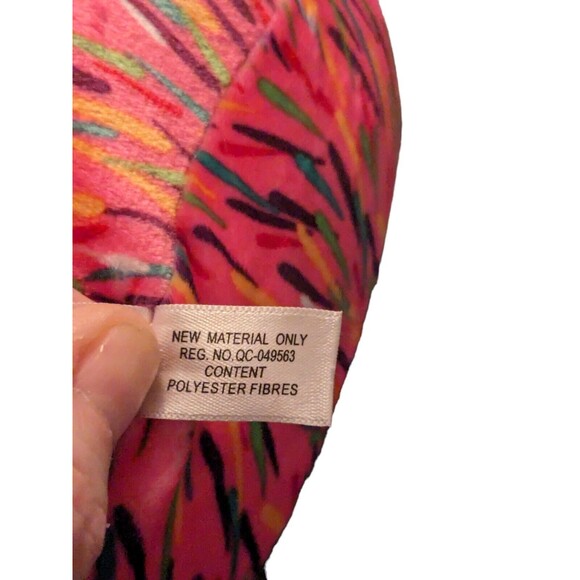 NEW MATERIAL ONLY
REG. NO. QC-049563
CONTENT
POLYESTER FIBRES